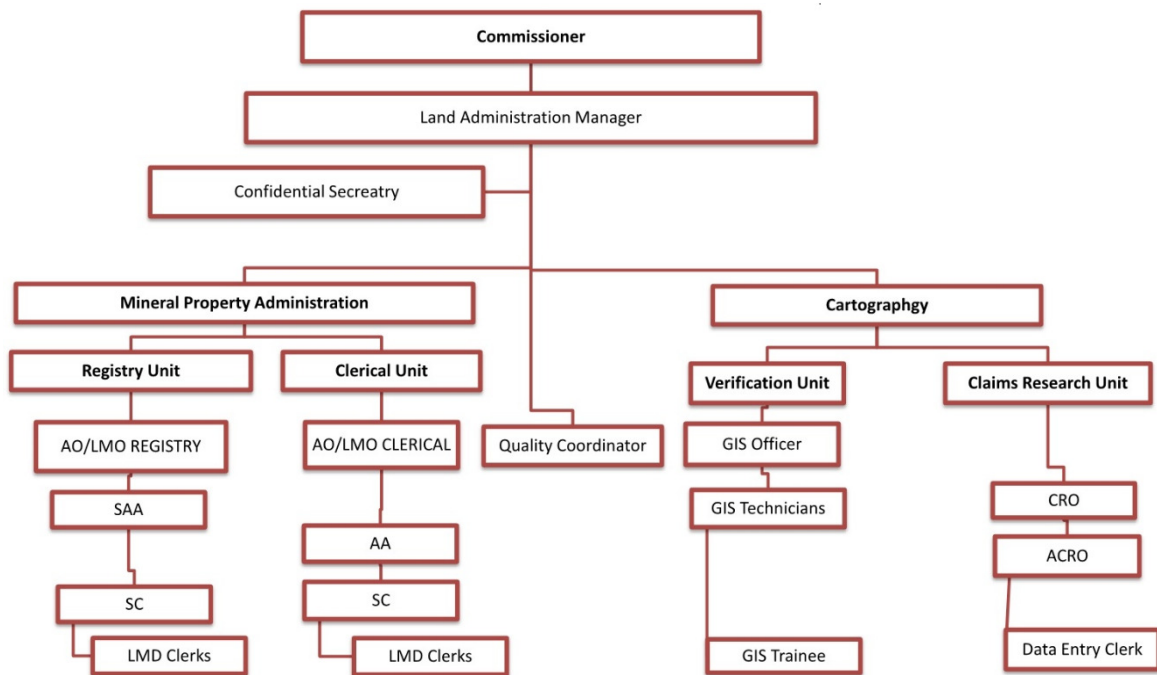 Commissioner
Land Administration Manager
Confidential Secreatry
Mineral Property Administration
Cartographgy
Registry Unit
Clerical Unit
Verification Unit
Claims Research Unit
AO/LMO REGISTRY
AO/LMO CLERICAL
Quality Coordinator
GIS Officer
SAA
GIS Technicians
CRO
AA
ACRO
SC
SC
LMD Clerks
LMD Clerks
GIS Trainee
Data Entry Clerk